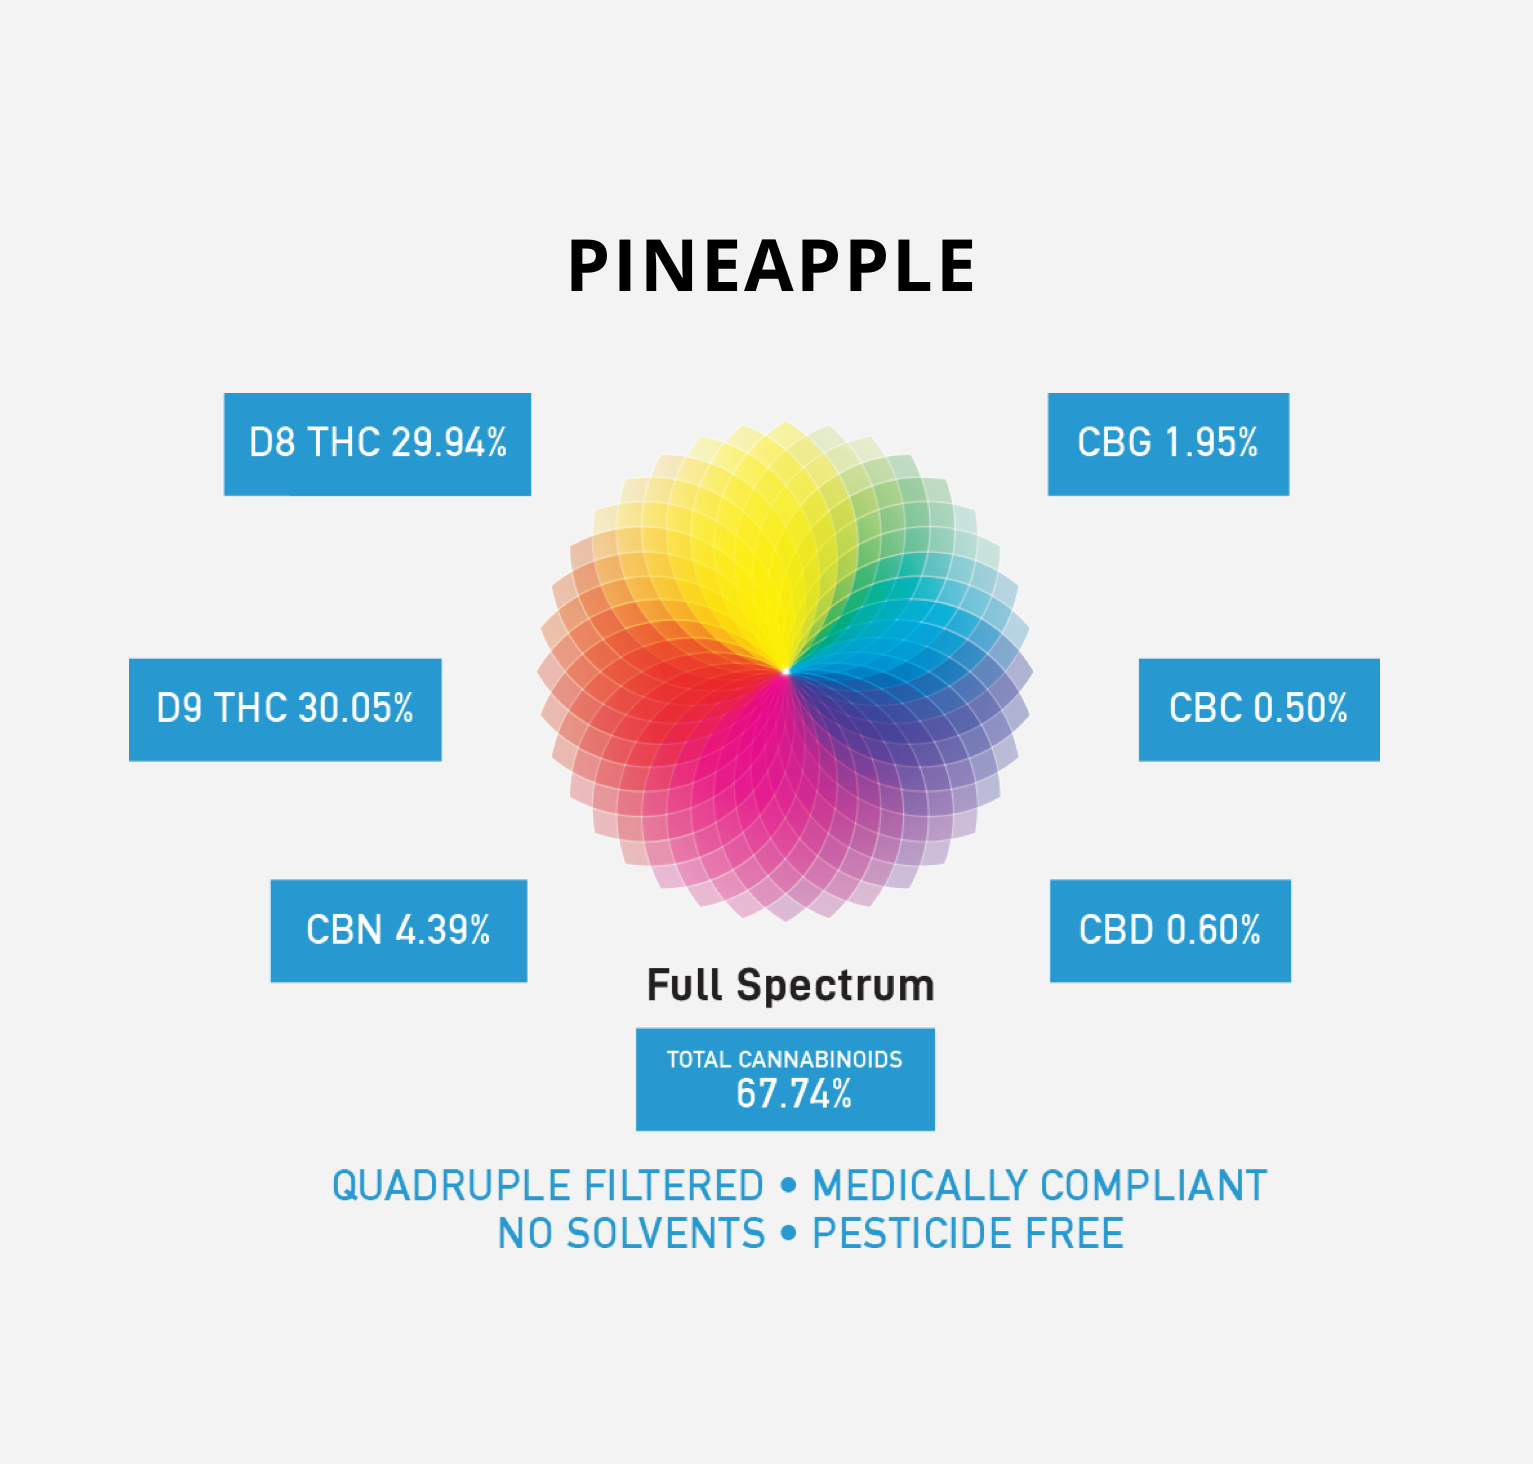 PINEAPPLE
D8 THC 29.94%
CBG 1.95%
D9 THC 30.05%
CBC 0.50%
CBN 4.39%
CBD 0.60%
Full Spectrum
TOTAL CANNABINOIDS
67.74%
QUADRUPLE FILTERED • MEDICALLY COMPLIANT
NO SOLVENTS • PESTICIDE FREE